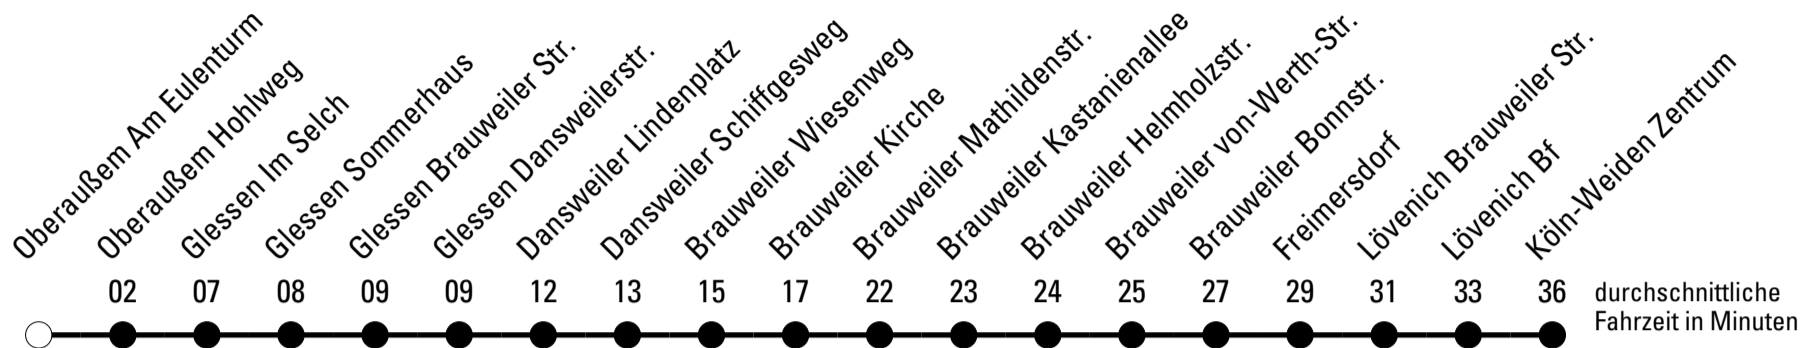 Oberaußem Am Eulenturm
Oberaußem Hohlweg
Glessen Im Selch
Glessen Sommerhaus
Glessen Brauweiler Str.
Glessen Dansweilerstr.
Dansweiler Lindenplatz
Dansweiler Schiffgesweg
Brauweiler Wiesenweg
Brauweiler Kirche
Brauweiler Mathildenstr.
Brauweiler Kastanienallee
Brauweiler Helmholzstr.
Brauweiler von-Werth-Str.
Brauweiler Bonnstr.
Freimersdorf
Lövenich Brauweiler Str.
Lövenich Bf
Köln-Weiden Zentrum
02 07 08 09 09 12 13 15 17 22 23 24 25 27 29 31 33 36
durchschnittliche
Fahrzeit in Minuten